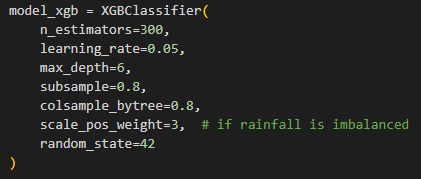 model_xgb = XGBClassifier(
    n_estimators=300,
    learning_rate=0.05,
    max_depth=6,
    subsample=0.8,
    colsample_bytree=0.8,
    scale_pos_weight=3,  # if rainfall is imbalanced
    random_state=42
)